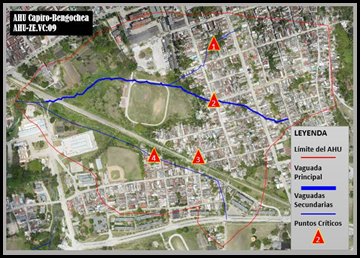 AHU Capiro-Bengochea
AHU-ZE.VC:09
1
2
3
4
LEYENDA
Límite del AHU
Vaguada
Principal
Vaguadas
Secundarias
Puntos Críticos
2